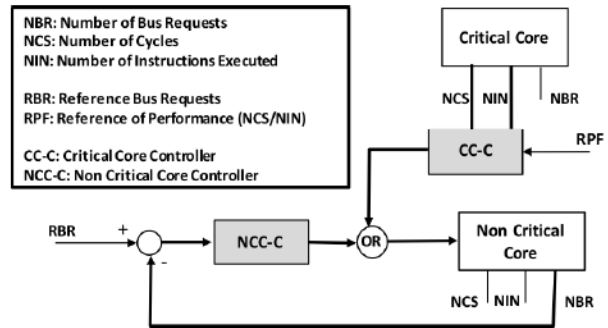 NBR: Number of Bus Requests
NCS: Number of Cycles
NIN: Number of Instructions Executed
RBR: Reference Bus Requests
RPF: Reference of Performance (NCS/NIN)
CC-C: Critical Core Controller
NCC-C: Non Critical Core Controller
Critical Core
NCS
NIN
NBR
CC-C
RPF
RBR
+
-
NCC-C
OR
Non Critical
Core
NCS
NIN
NBR